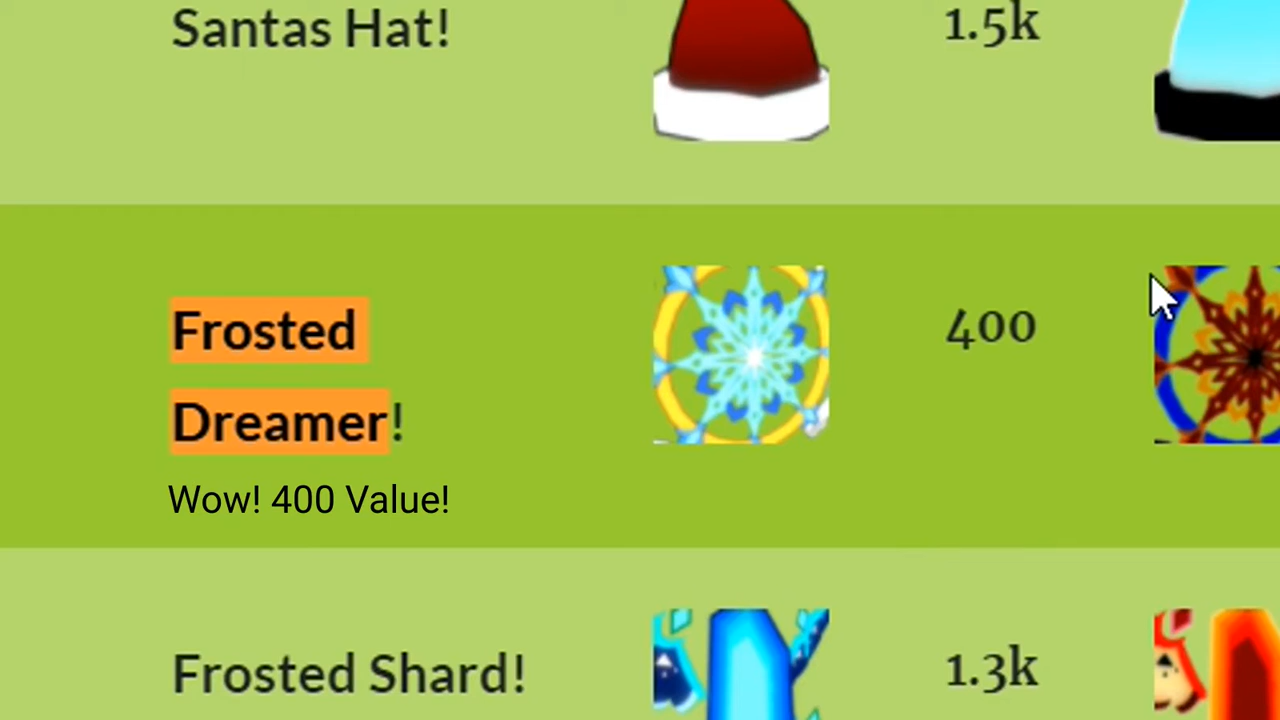 Santas Hat! 1.5k
Frosted 400
Dreamer!
Wow! 400 Value!
Frosted Shard! 1.3k